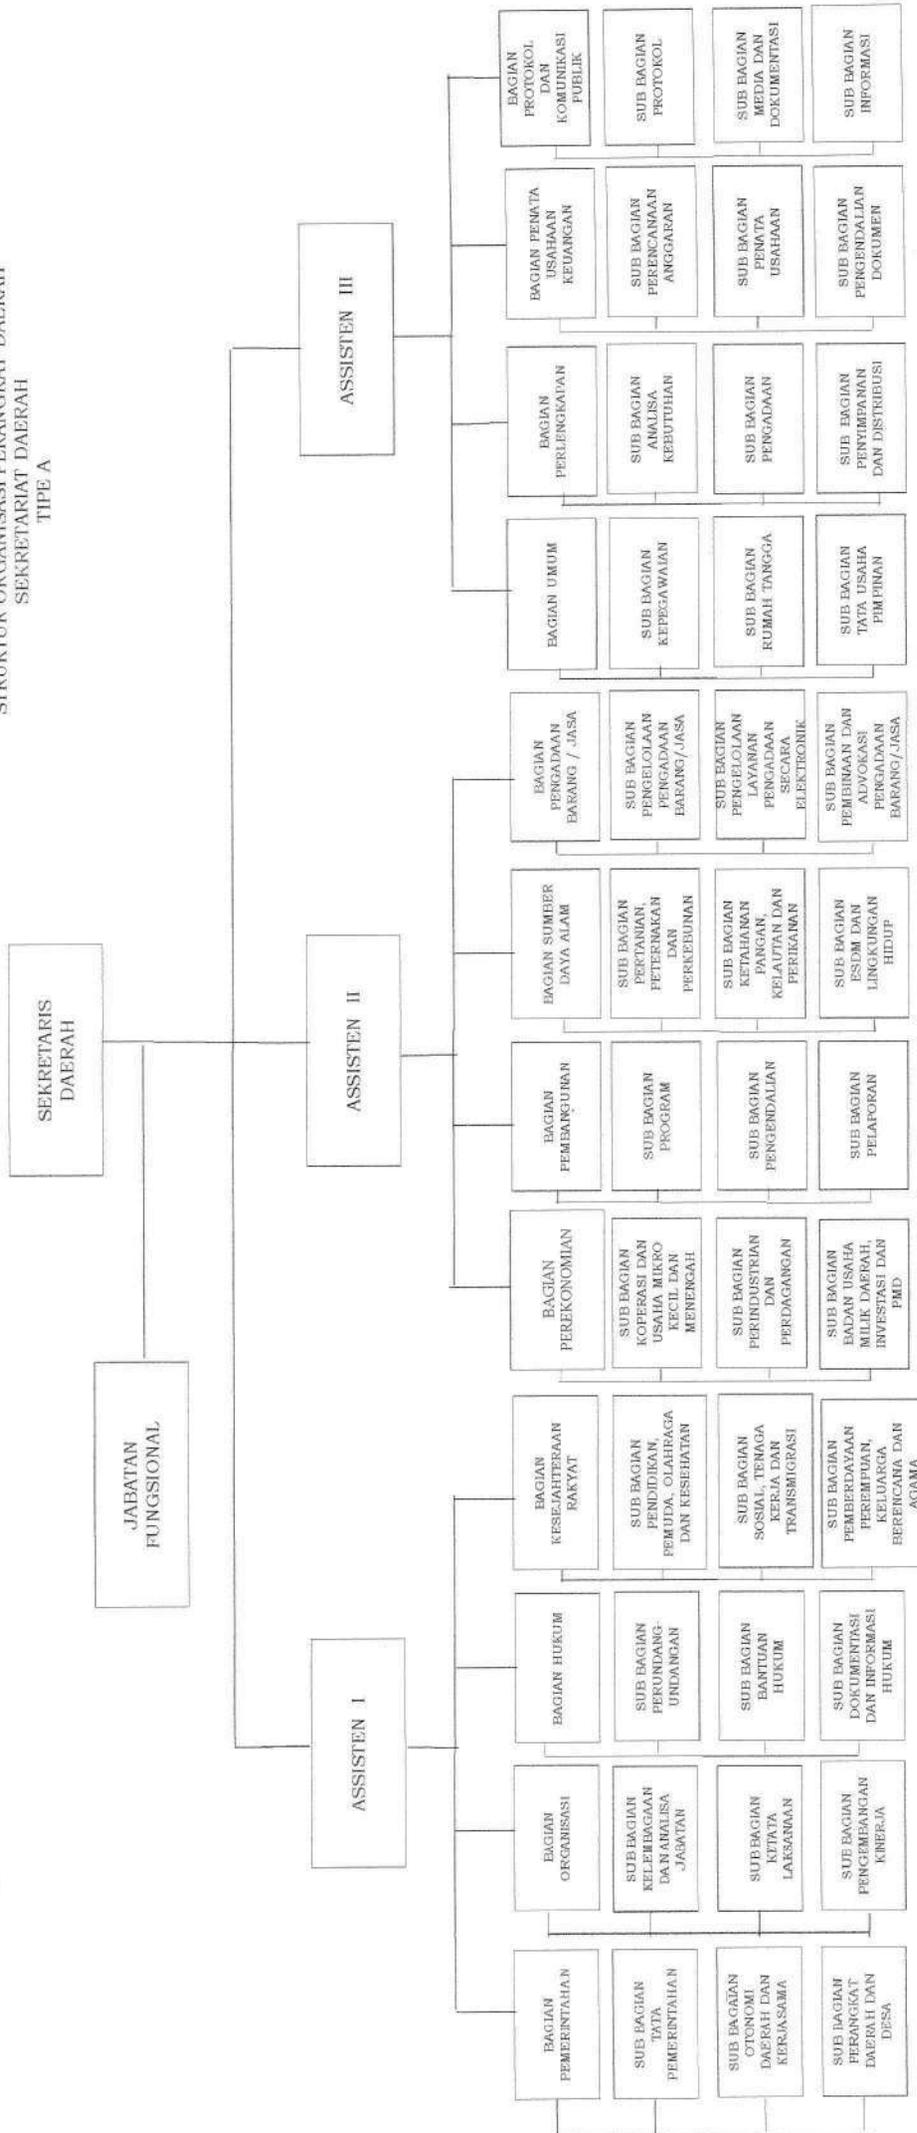 STRUKTUR ORGANISASI PERANGKAT DAERAH
SEKRETARIAT DAERAH
TIPE A
SEKRETARIS
DAERAH
JABATAN
FUNGSIONAL
ASSISTEN I
ASSISTEN II
ASSISTEN III
BAGIAN
PEMERINTAHAN
SUB BAGIAN
TATA
PEMERINTAHAN
SUB BAGAIAN
OTONOMI
DAERAH DAN
KERJASAMA
SUB BAGIAN
PERANGKAT
DAERAH DAN
DESA
BAGIAN
ORGANISASI
SUB BAGIAN
KELEMBAGAAN
DAN ANALISA
JABATAN
SUB BAGIAN
KETATA
LAKSANAAN
SUB BAGIAN
PENGEMBANGAN
KINERJA
BAGIAN HUKUM
SUB BAGIAN
PERUNDANG-
UNDANGAN
SUB BAGIAN
BANTUAN
HUKUM
SUB BAGIAN
DOKUMENTASI
DAN INFORMASI
HUKUM
BAGIAN
KESEJAHTERAAN
RAKYAT
SUB BAGIAN
PENDIDIKAN,
PEMUDA, OLAHRAGA
DAN KESEHATAN
SUB BAGIAN
SOSIAL, TENAGA
KERJA DAN
TRANSMIGRASI
SUB BAGIAN
PEMBERDAYAAN
PEREMPUAN,
KELUARGA
BERENCANA DAN
AGAMA
BAGIAN
PEREKONOMIAN
SUB BAGIAN
KOPERASI DAN
USAHA MIKRO
KECIL DAN
MENENGAH
SUB BAGIAN
PERINDUSTRIAN
DAN
PERDAGANGAN
SUB BAGIAN
BADAN USAHA
MILIK DAERAH,
INVESTASI DAN
PMD
BAGIAN
PEMBANGUNAN
SUB BAGIAN
PROGRAM
SUB BAGIAN
PENGENDALIAN
SUB BAGIAN
PELAPORAN
BAGIAN SUMBER
DAYA ALAM
SUB BAGIAN
PERTANIAN,
PETERNAKAN
DAN
PERKEBUNAN
SUB BAGIAN
KETAHANAN
PANGAN,
KELAUTAN DAN
PERIKANAN
SUB BAGIAN
ESDM DAN
LINGKUNGAN
HIDUP
BAGIAN
PENGADAAN
BARANG / JASA
SUB BAGIAN
PENGELOLAAN
PENGADAAN
BARANG/JASA
SUB BAGIAN
PENGELOLAAN
LAYANAN
PENGADAAN
SECARA
ELEKTRONIK
SUB BAGIAN
PEMBINAAN DAN
ADVOKASI
PENGADAAN
BARANG/JASA
BAGIAN UMUM
SUB BAGIAN
KEPEGAWAIAN
SUB BAGIAN
RUMAH TANGGA
SUB BAGIAN
TATA USAHA
PIMPINAN
BAGIAN
PERLENGKAPAN
SUB BAGIAN
ANALISA
KEBUTUHAN
SUB BAGIAN
PENGADAAN
SUB BAGIAN
PENYIMPANAN
DAN DISTRIBUSI
BAGIAN PENATA
USAHAAN
KEUANGAN
SUB BAGIAN
PERENCANAAN
ANGGARAN
SUB BAGIAN
PENATA
USAHAAN
SUB BAGIAN
PENGENDALIAN
DOKUMEN
BAGIAN
PROTOKOL
DAN
KOMUNIKASI
PUBLIK
SUB BAGIAN
PROTOKOL
SUB BAGIAN
MEDIA DAN
DOKUMENTASI
SUB BAGIAN
INFORMASI